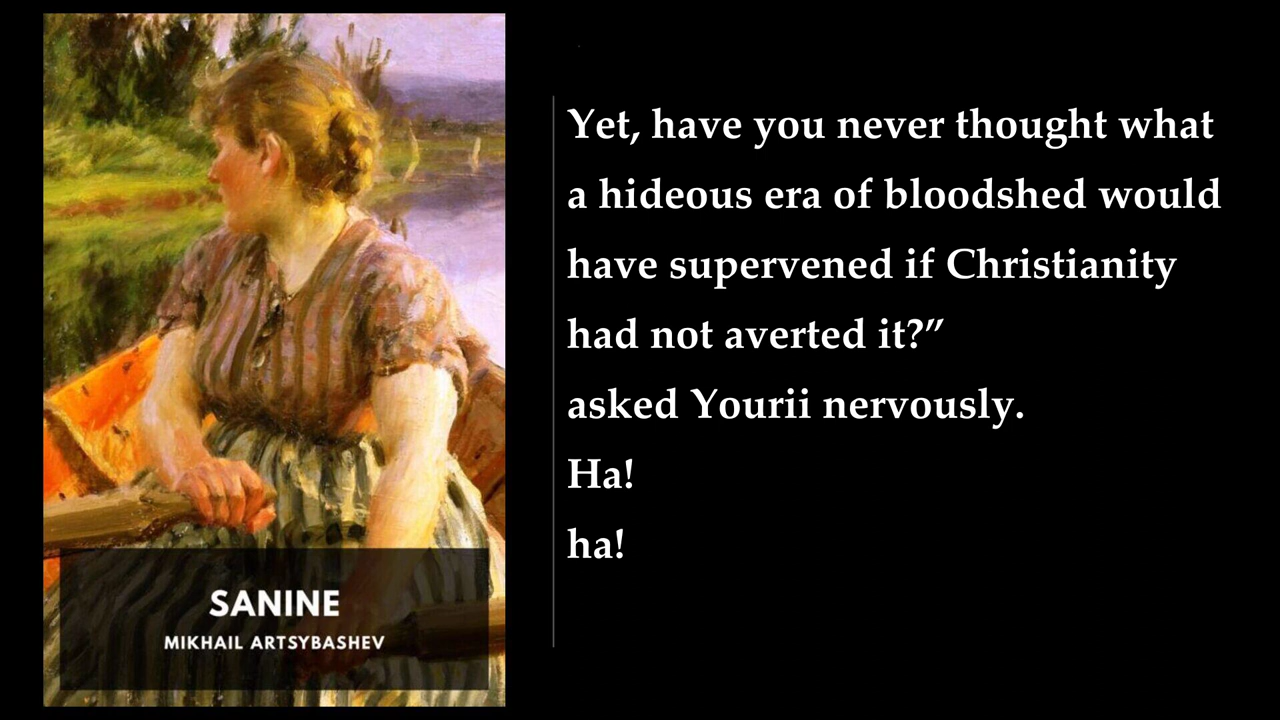 SANINE
MIKHAIL ARTSYBASHEV
Yet, have you never thought what
a hideous era of bloodshed would
have supervened if Christianity
had not averted it?”
asked Yourii nervously.
Ha!
ha!